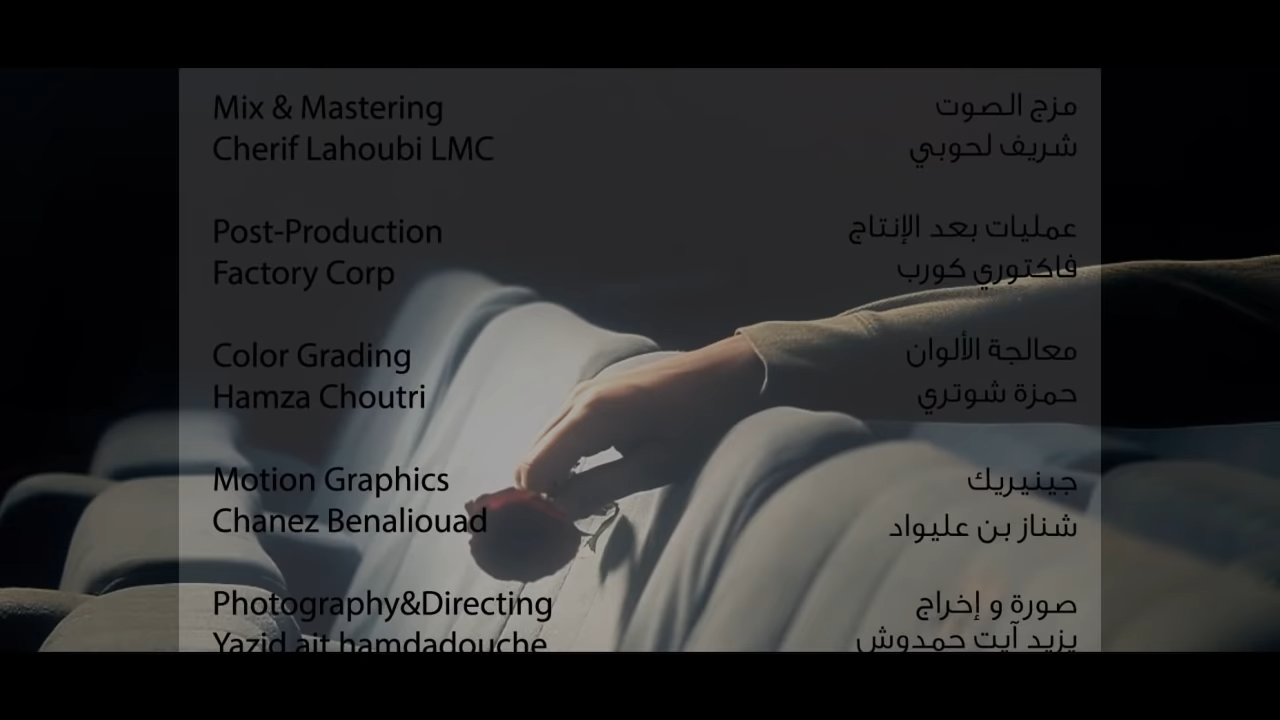 Mix & Mastering
مزج الصوت
Cherif Lahoubi LMC
شريف لحوبي
Post-Production
عمليات بعد الإنتاج
Factory Corp
فاكتوري كورب
Color Grading
معالجة الألوان
Hamza Choutri
حمزة شوتري
Motion Graphics
جينيريك
Chanez Benaliouad
شناز بن عليواد
Photography&Directing
صورة و إخراج
Yazid ait hamdadouche
يزيد آيت حمدوش